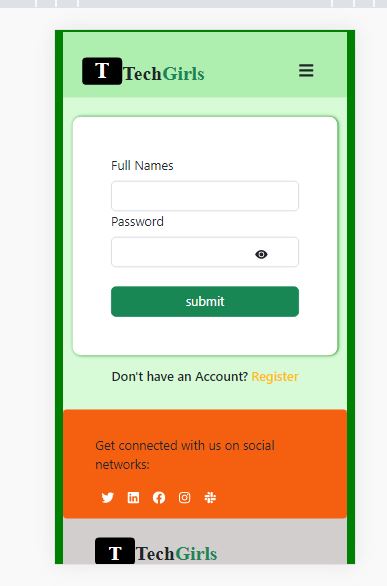 T TechGirls
Full Names
Password
submit
Don't have an Account? Register
Get connected with us on social
networks:
T TechGirls